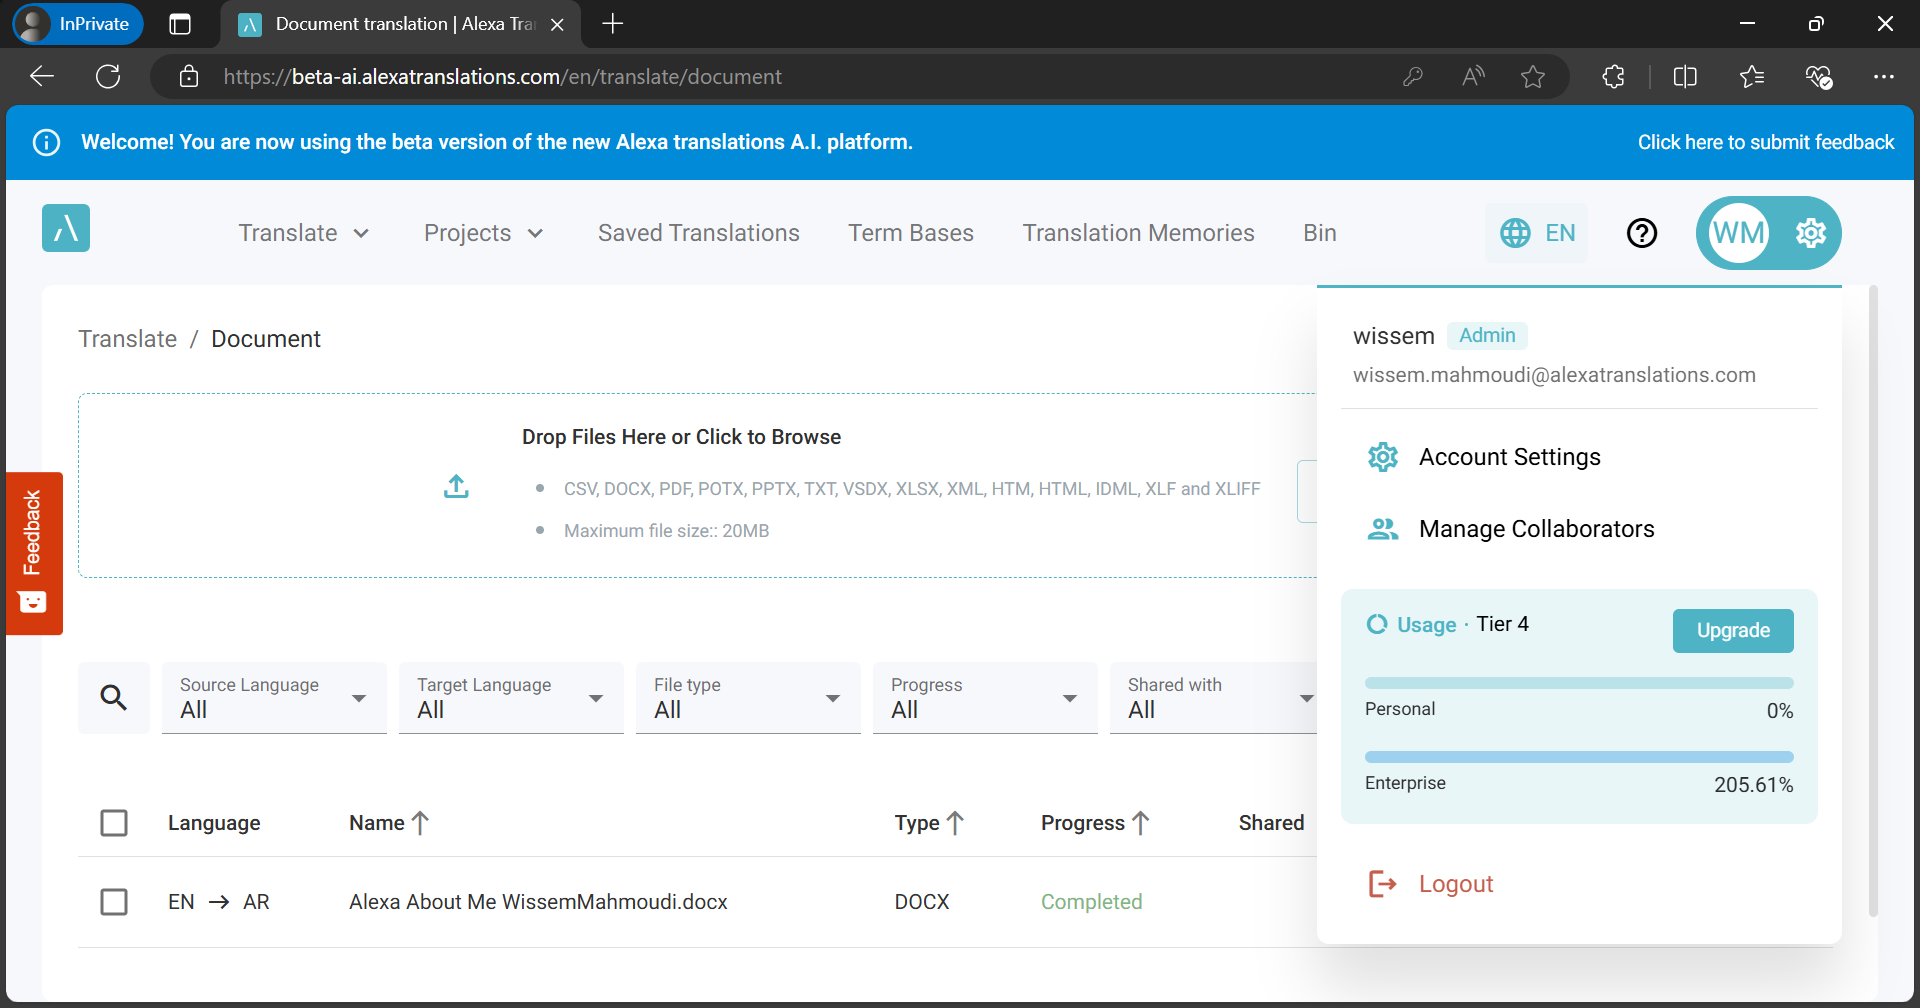 InPrivate
Document translation | Alexa Tra
https://beta-ai.alexatranslations.com/en/translate/document
Welcome! You are now using the beta version of the new Alexa translations A.I. platform.
Click here to submit feedback
Translate
Projects
Saved Translations
Term Bases
Translation Memories
Bin
EN
WM
Translate / Document
wissem
Admin
wissem.mahmoudi@alexatranslations.com
Drop Files Here or Click to Browse
CSV, DOCX, PDF, POTX, PPTX, TXT, VSDX, XLSX, XML, HTM, HTML, IDML, XLF and XLIFF
Maximum file size:: 20MB
Account Settings
Manage Collaborators
Feedback
Usage · Tier 4
Upgrade
Personal
0%
Enterprise
205.61%
Logout
Source Language
All
Target Language
All
File type
All
Progress
All
Shared with
All
Language
Name
Type
Progress
Shared
EN → AR
Alexa About Me WissemMahmoudi.docx
DOCX
Completed